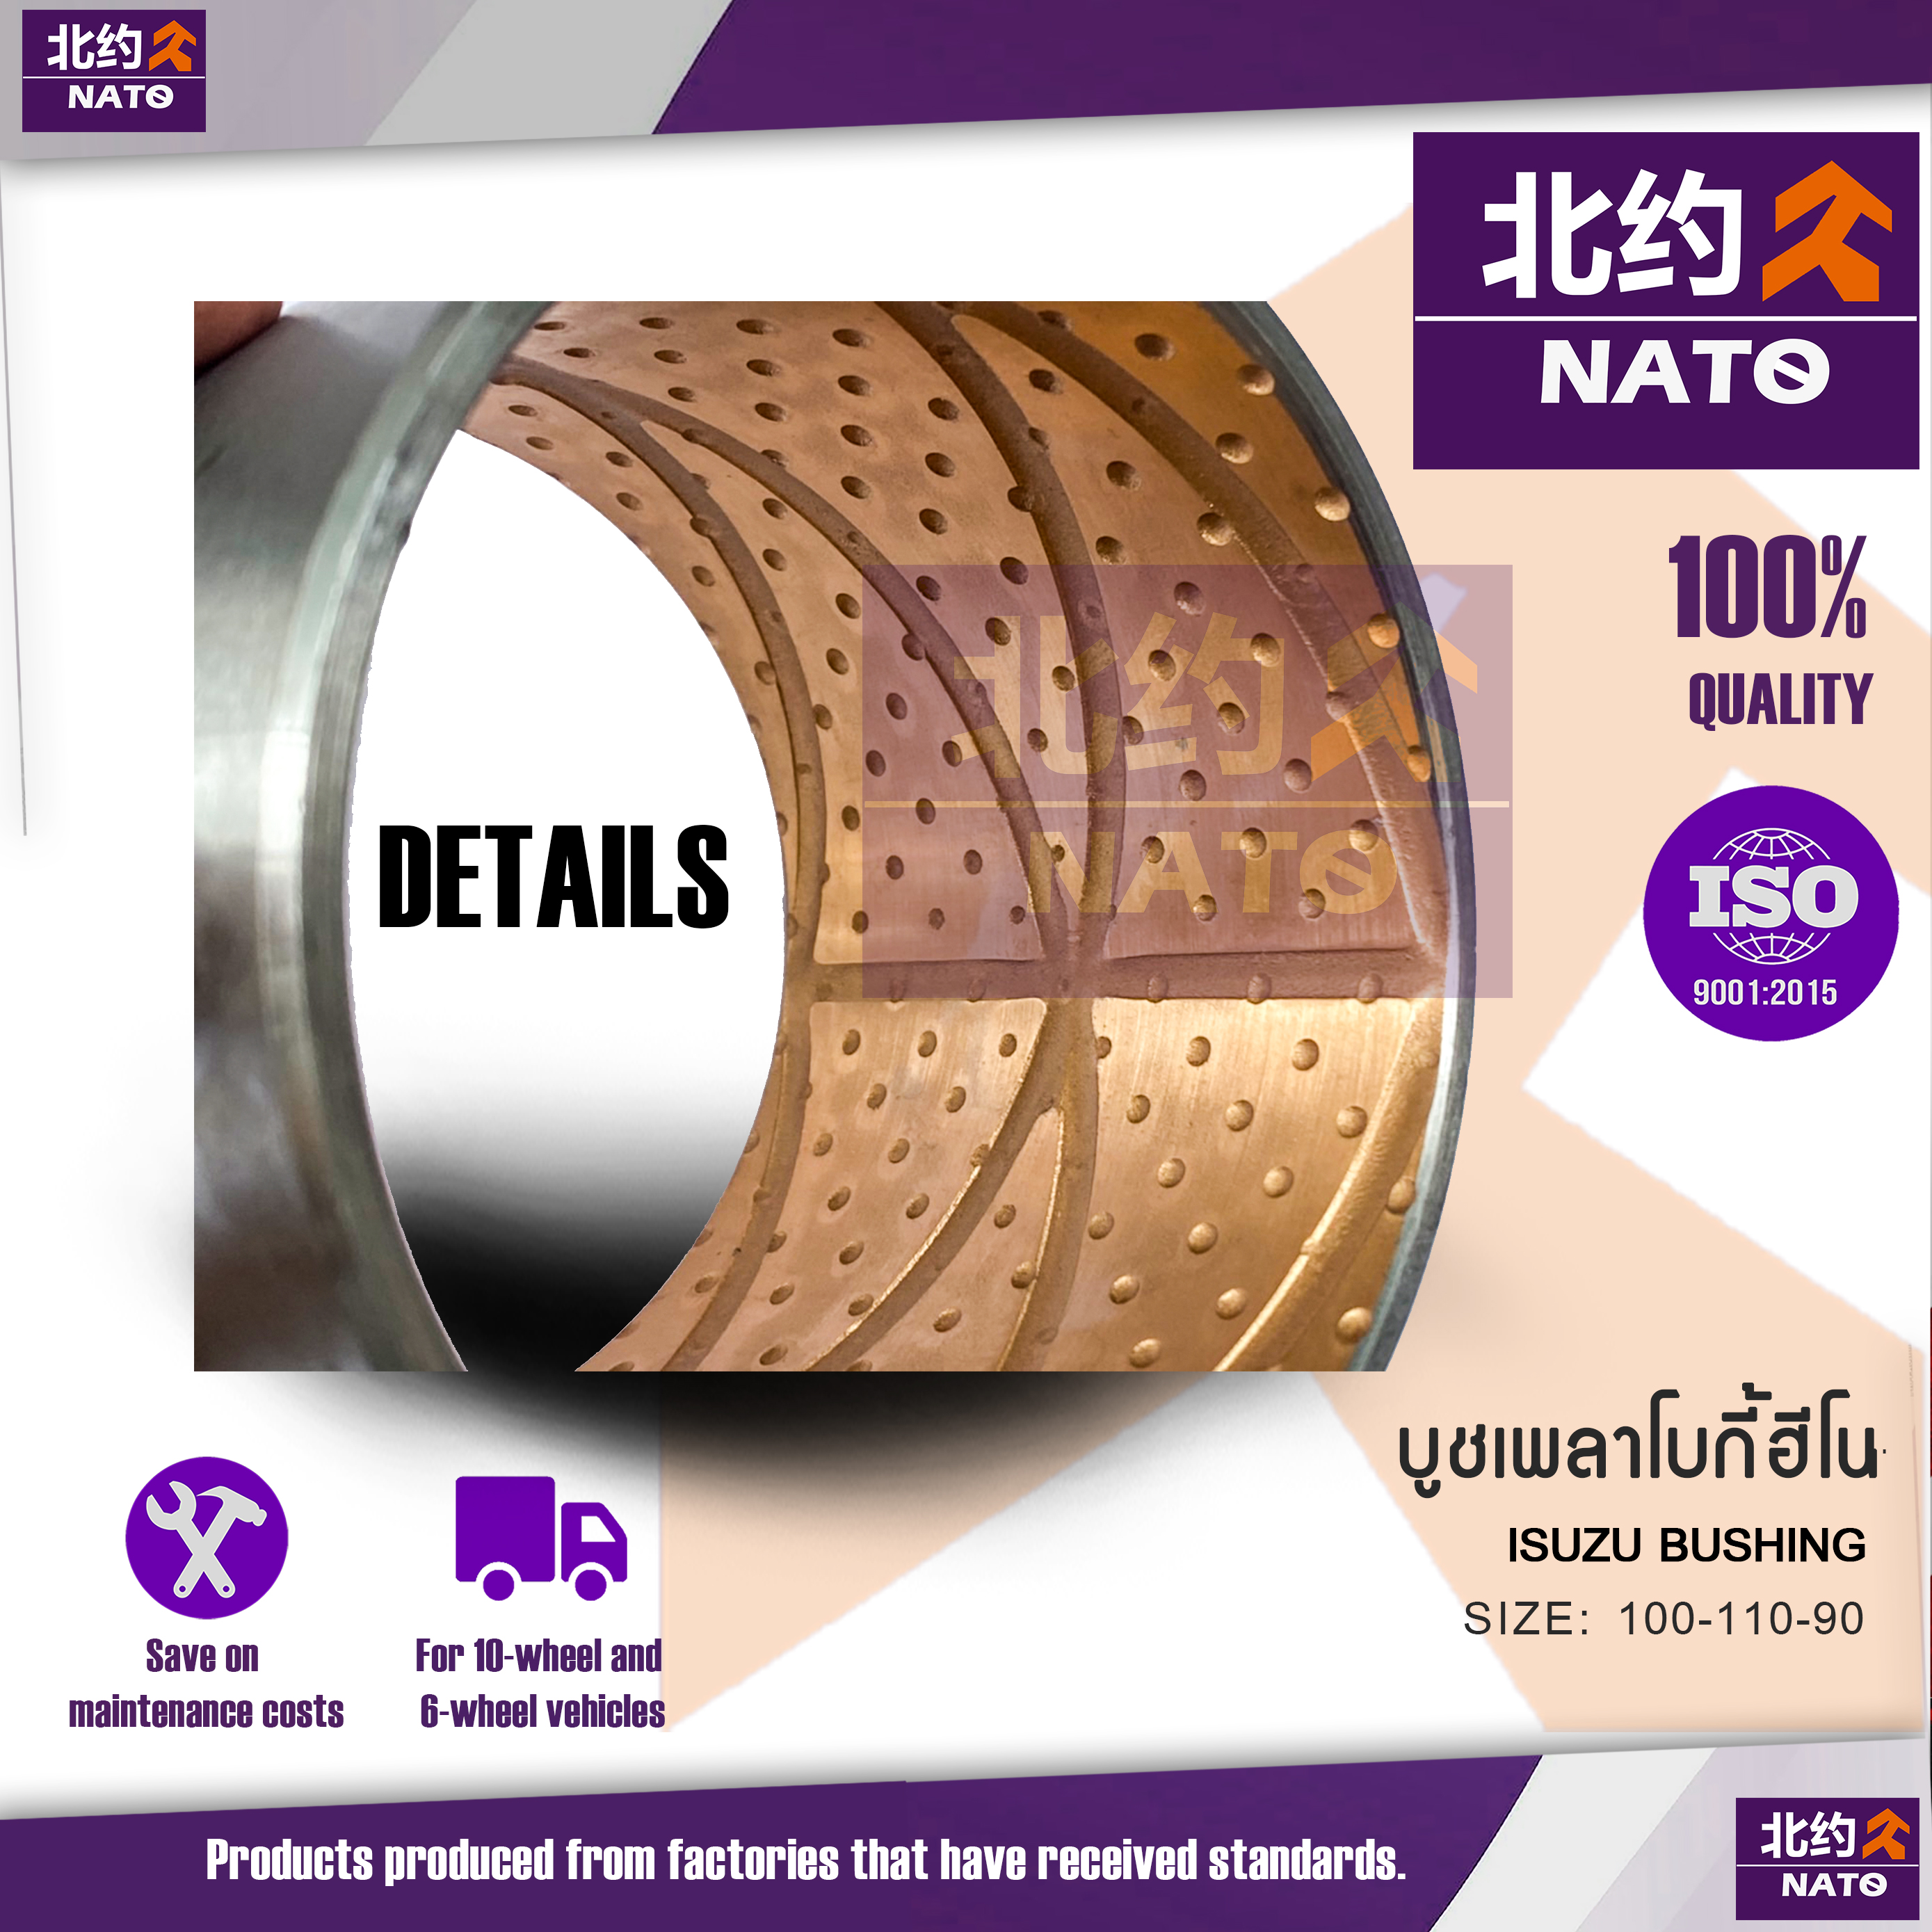 北约
NATO
北约
NATO
100%
QUALITY
北约
NATO
DETAILS
ISO
9001:2015
บูชเพลาโบกี้ฮีโน
ISUZU BUSHING
SIZE: 100-110-90
Save on
maintenance costs
For 10-wheel and
6-wheel vehicles
Products produced from factories that have received standards.
北约
NATO